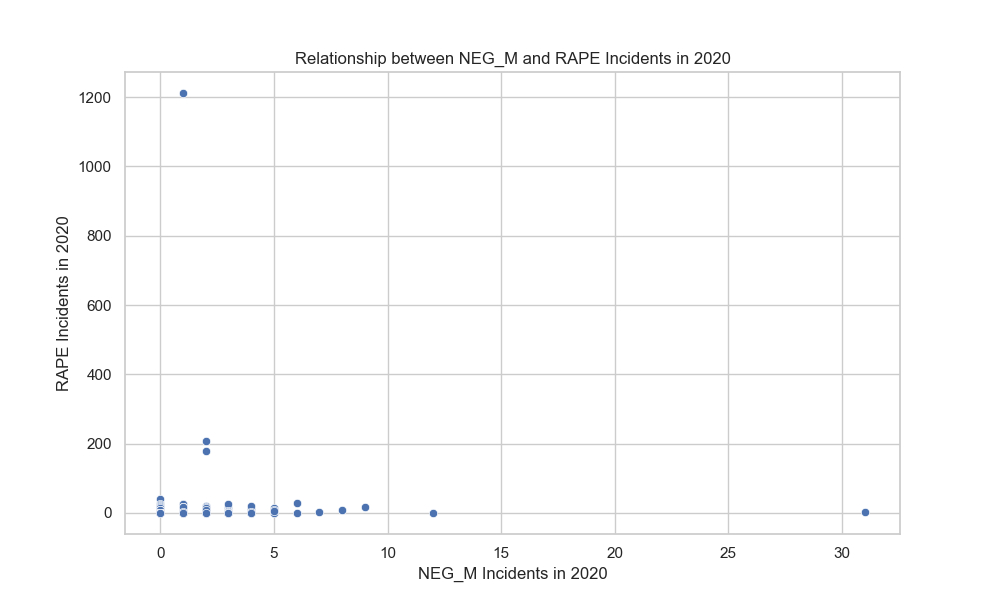 Relationship between NEG_M and RAPE Incidents in 2020
1200
1000
800
600
400
200
0
RAPE Incidents in 2020
0 5 10 15 20 25 30
NEG_M Incidents in 2020